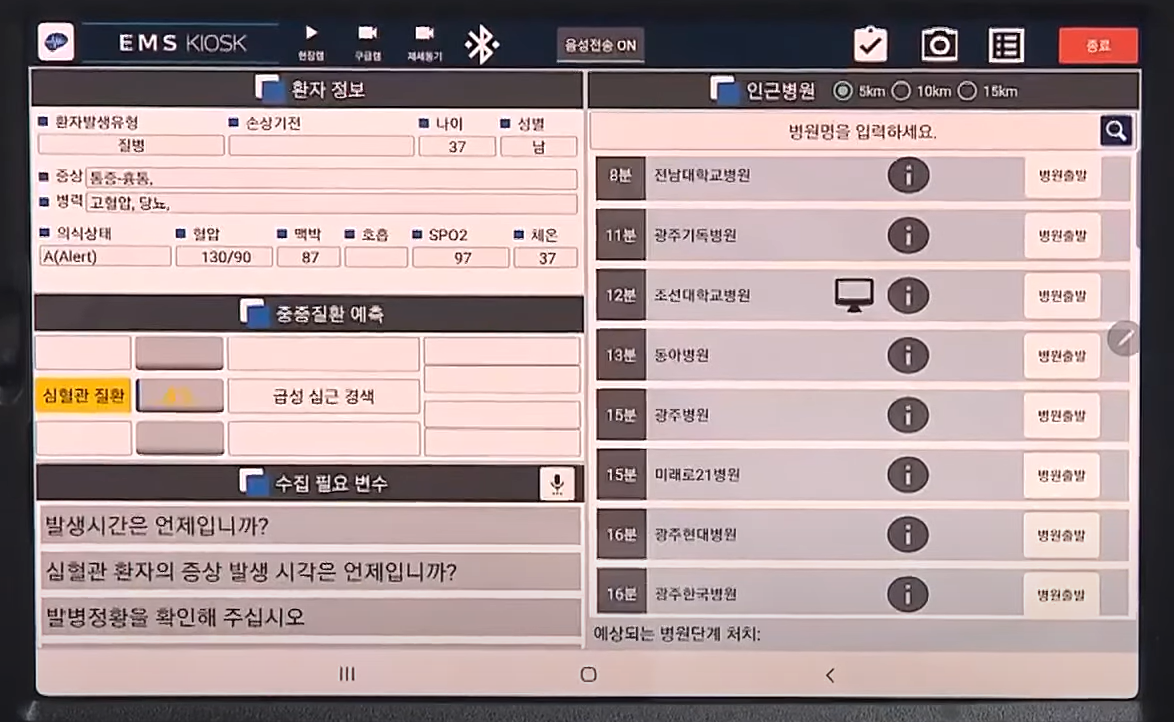 EMS KIOSK
현장캠 구급캠 제세동기
음성전송 ON
종료
환자 정보
환자발생유형 손상기전 나이 성별
질병 37 남
증상 통증-흉통,
병력 고혈압, 당뇨,
의식상태 혈압 맥박 호흡 SPO2 체온
A(Alert) 130/90 87 97 37
중증질환 예측
심혈관 질환 급성 심근 경색
수집 필요 변수
발생시간은 언제입니까?
심혈관 환자의 증상 발생 시각은 언제입니까?
발병정황을 확인해 주십시오
인근병원 5km 10km 15km
병원명을 입력하세요.
8분 전남대학교병원 병원출발
11분 광주기독병원 병원출발
12분 조선대학교병원 병원출발
13분 동아병원 병원출발
15분 광주병원 병원출발
15분 미래로21병원 병원출발
16분 광주현대병원 병원출발
16분 광주한국병원 병원출발
예상되는 병원단계 처치: